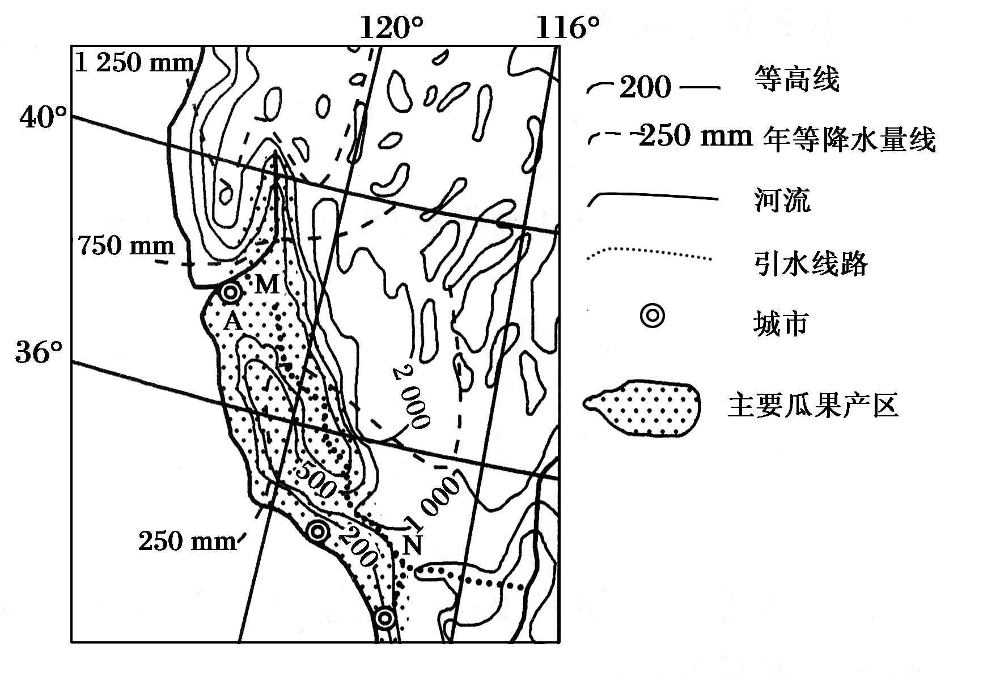 120° 116°
1 250 mm
40°
750 mm
M
A
36°
2 000
500
1 000
250 mm
200
N
200 等高线
250 mm 年等降水量线
河流
引水线路
城市
主要瓜果产区